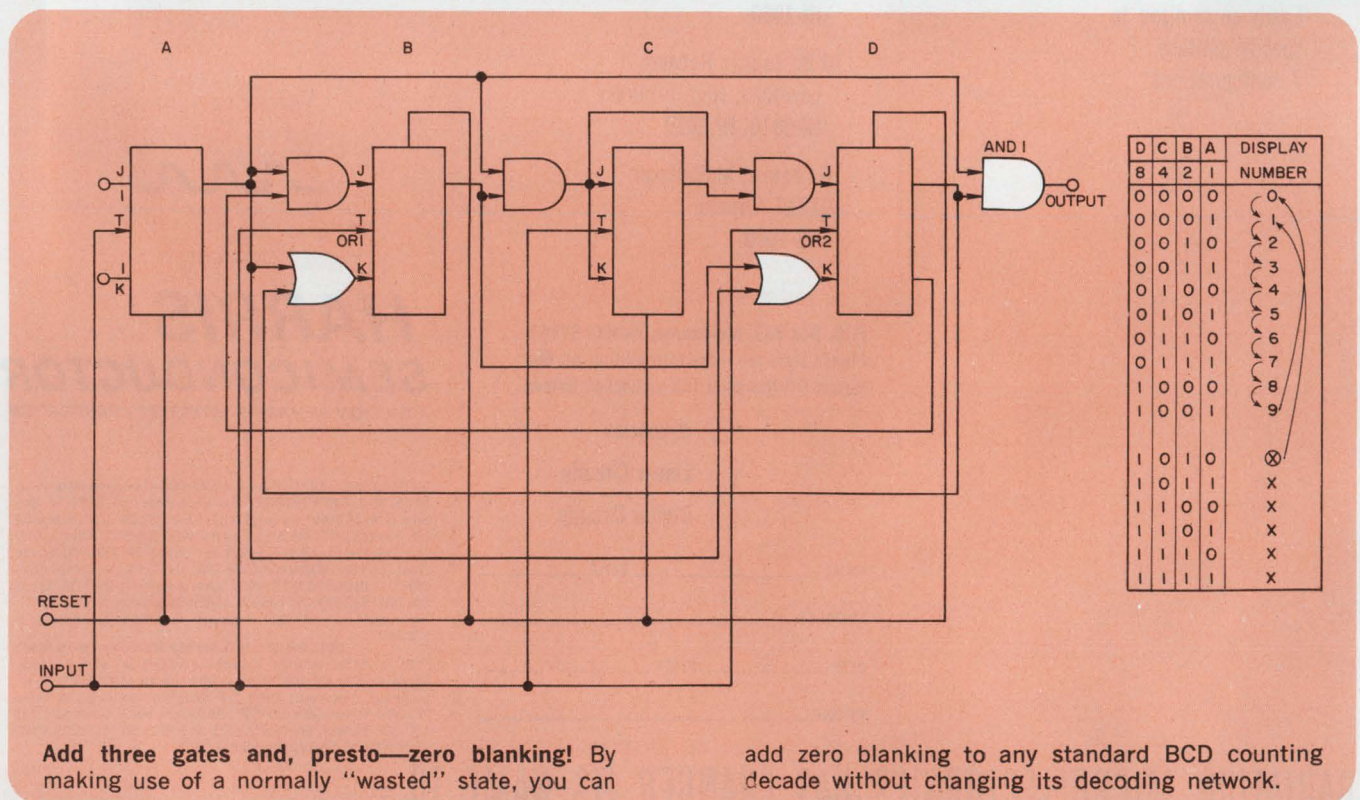 A B C D
J
I
T
I
K
J
T
OR1
K
J
T
K
J
T
OR2
K
AND 1
OUTPUT
RESET
INPUT
D C B A DISPLAY
8 4 2 1 NUMBER
0 0 0 0 0
0 0 0 1 1
0 0 1 0 2
0 0 1 1 3
0 1 0 0 4
0 1 0 1 5
0 1 1 0 6
0 1 1 1 7
1 0 0 0 8
1 0 0 1 9
1 0 1 0 X
1 0 1 1 X
1 1 0 0 X
1 1 0 1 X
1 1 1 0 X
1 1 1 1 X
Add three gates and, presto—zero blanking! By
making use of a normally “wasted” state, you can
add zero blanking to any standard BCD counting
decade without changing its decoding network.